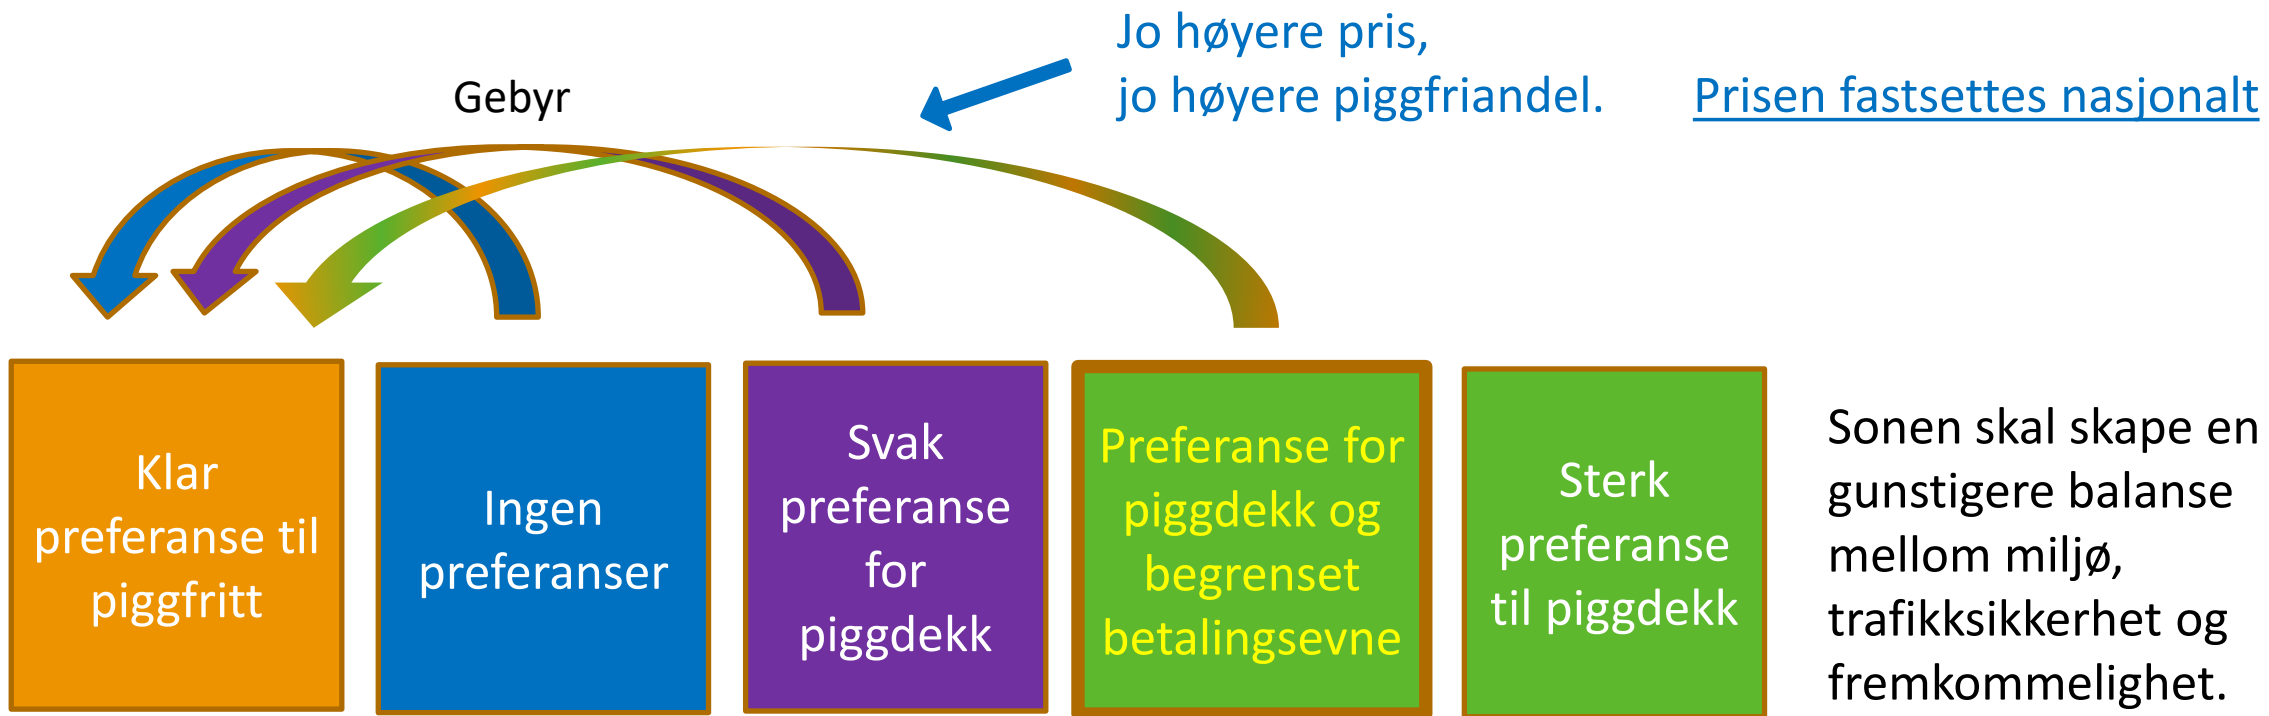 Jo høyere pris,
jo høyere piggfriandel.
Prisen fastsettes nasjonalt
Gebyr
Klar
preferanse til
piggfritt
Ingen
preferanser
Svak
preferanse
for
piggdekk
Preferanse for
piggdekk og
begrenset
betalingsevne
Sterk
preferanse
til piggdekk
Sonen skal skape en
gunstigere balanse
mellom miljø,
trafikksikkerhet og
fremkommelighet.